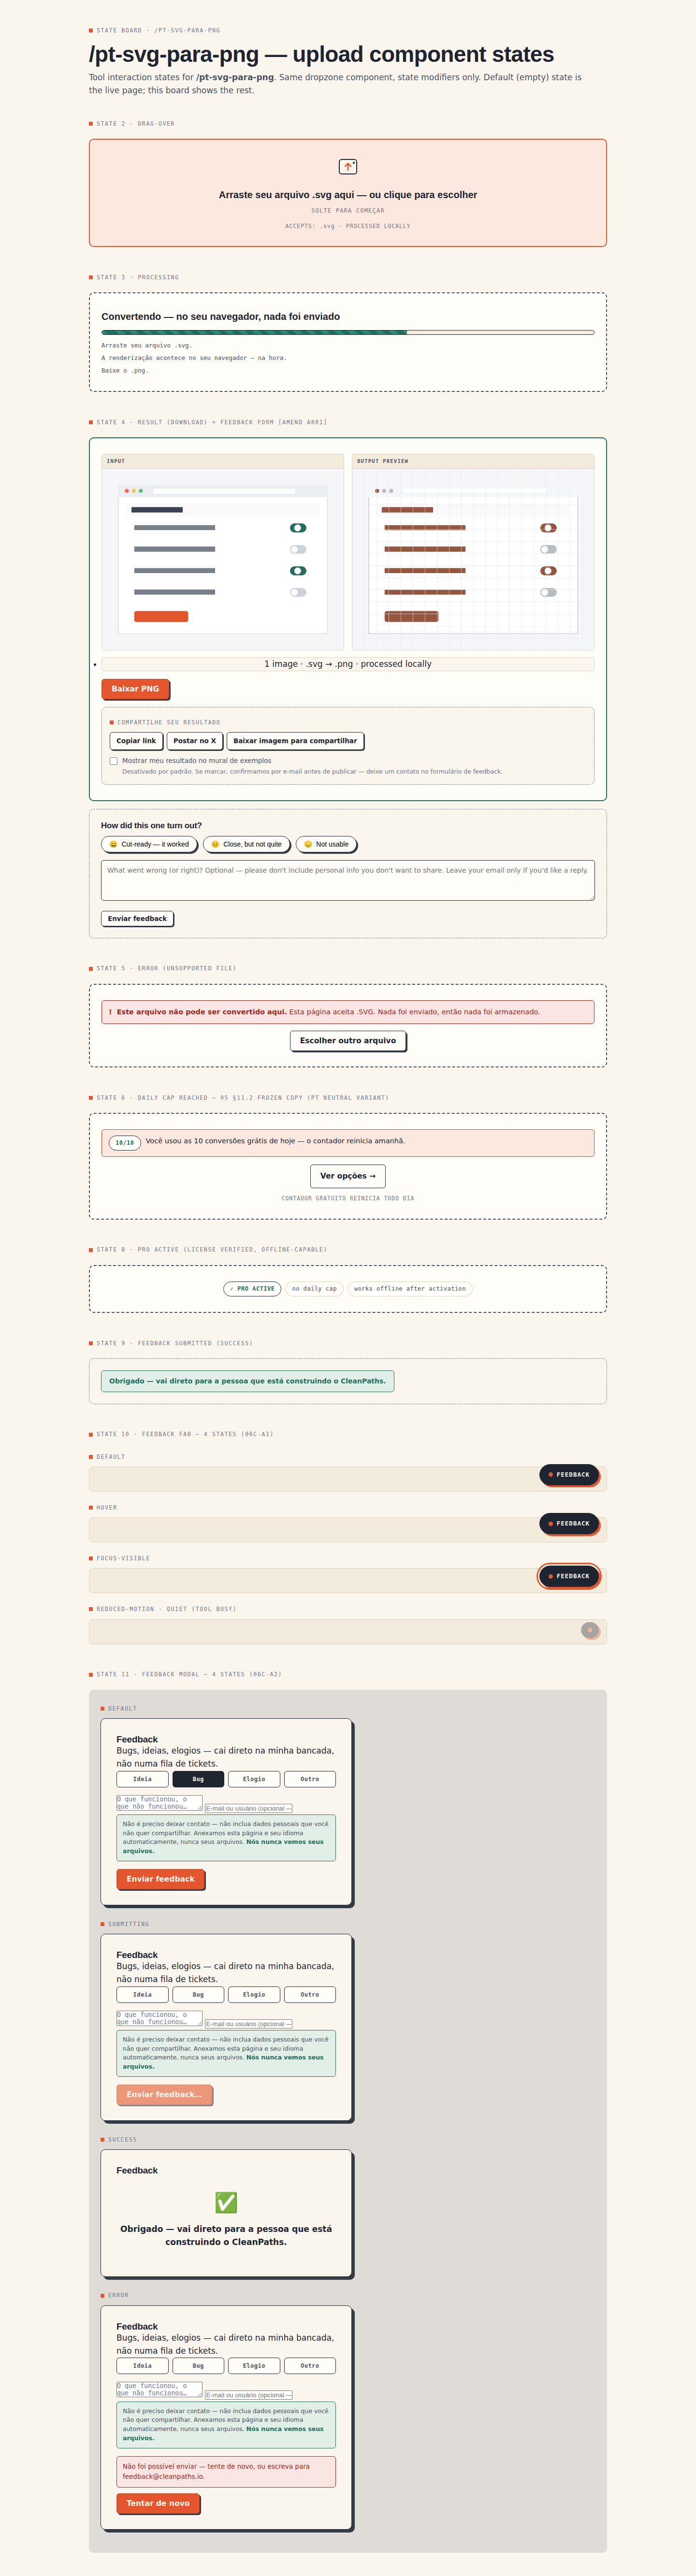 STATE BOARD · /PT-SVG-PARA-PNG
/pt-svg-para-png — upload component states
Tool interaction states for /pt-svg-para-png. Same dropzone component, state modifiers only. Default (empty) state is
the live page; this board shows the rest.
STATE 2 · DRAG-OVER
Arraste seu arquivo .svg aqui — ou clique para escolher
SOLTE PARA COMEÇAR
ACCEPTS: .svg · PROCESSED LOCALLY
STATE 3 · PROCESSING
Convertendo — no seu navegador, nada foi enviado
Arraste seu arquivo .svg.
A renderização acontece no seu navegador — na hora.
Baixe o .png.
STATE 4 · RESULT (DOWNLOAD) + FEEDBACK FORM [AMEND A001]
INPUT
OUTPUT PREVIEW
1 image · .svg → .png · processed locally
Baixar PNG
COMPARTILHE SEU RESULTADO
Copiar link
Postar no X
Baixar imagem para compartilhar
Mostrar meu resultado no mural de exemplos
Desativado por padrão. Se marcar, confirmamos por e-mail antes de publicar — deixe um contato no formulário de feedback.
How did this one turn out?
😀 Cut-ready — it worked
😐 Close, but not quite
😞 Not usable
What went wrong (or right)? Optional — please don't include personal info you don't want to share. Leave your email only if you'd like a reply.
Enviar feedback
STATE 5 · ERROR (UNSUPPORTED FILE)
! Este arquivo não pode ser convertido aqui. Esta página aceita .SVG. Nada foi enviado, então nada foi armazenado.
Escolher outro arquivo
STATE 6 · DAILY CAP REACHED — 05 §11.2 FROZEN COPY (PT NEUTRAL VARIANT)
10/10 Você usou as 10 conversões grátis de hoje — o contador reinicia amanhã.
Ver opções →
CONTADOR GRATUITO REINICIA TODO DIA
STATE 8 · PRO ACTIVE (LICENSE VERIFIED, OFFLINE-CAPABLE)
✓ PRO ACTIVE
no daily cap
works offline after activation
STATE 9 · FEEDBACK SUBMITTED (SUCCESS)
Obrigado — vai direto para a pessoa que está construindo o CleanPaths.
STATE 10 · FEEDBACK FAB — 4 STATES (06C-A1)
DEFAULT
FEEDBACK
HOVER
FEEDBACK
FOCUS-VISIBLE
FEEDBACK
REDUCED-MOTION · QUIET (TOOL BUSY)
STATE 11 · FEEDBACK MODAL — 4 STATES (06C-A2)
DEFAULT
Feedback
Bugs, ideias, elogios — cai direto na minha bancada,
não numa fila de tickets.
Ideia
Bug
Elogio
Outro
O que funcionou, o
que não funcionou…
E-mail ou usuário (opcional —
Não é preciso deixar contato — não inclua dados pessoais que você
não quer compartilhar. Anexamos esta página e seu idioma
automaticamente, nunca seus arquivos. Nós nunca vemos seus
arquivos.
Enviar feedback
SUBMITTING
Feedback
Bugs, ideias, elogios — cai direto na minha bancada,
não numa fila de tickets.
Ideia
Bug
Elogio
Outro
O que funcionou, o
que não funcionou…
E-mail ou usuário (opcional —
Não é preciso deixar contato — não inclua dados pessoais que você
não quer compartilhar. Anexamos esta página e seu idioma
automaticamente, nunca seus arquivos. Nós nunca vemos seus
arquivos.
Enviar feedback…
SUCCESS
Feedback
Obrigado — vai direto para a pessoa que está
construindo o CleanPaths.
ERROR
Feedback
Bugs, ideias, elogios — cai direto na minha bancada,
não numa fila de tickets.
Ideia
Bug
Elogio
Outro
O que funcionou, o
que não funcionou…
E-mail ou usuário (opcional —
Não é preciso deixar contato — não inclua dados pessoais que você
não quer compartilhar. Anexamos esta página e seu idioma
automaticamente, nunca seus arquivos. Nós nunca vemos seus
arquivos.
Não foi possível enviar — tente de novo, ou escreva para
feedback@cleanpaths.io.
Tentar de novo